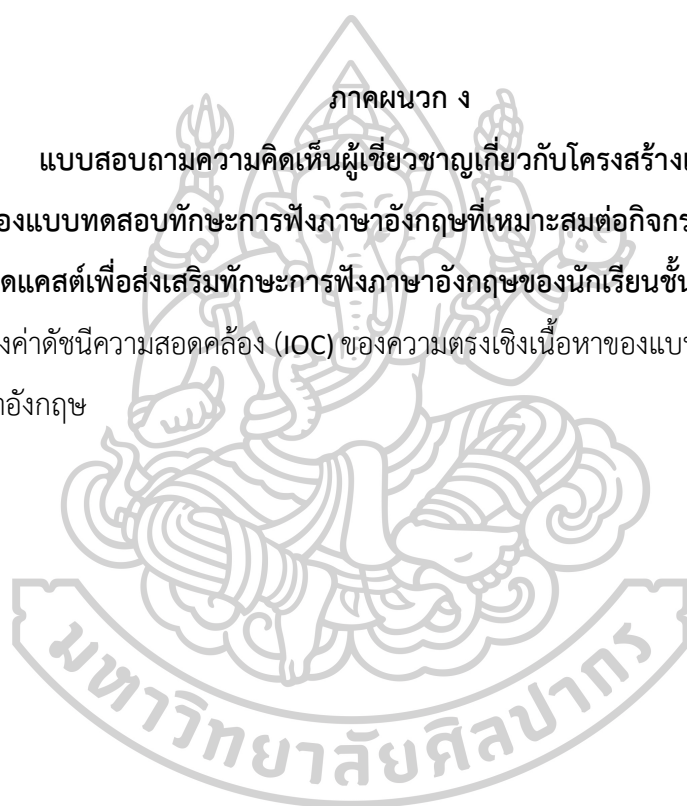 ภาคผนวก ง
แบบสอบถามความคิดเห็นผู้เชี่ยวชาญเกี่ยวกับโครงสร้างเ
องแบบทดสอบทักษะการฟังภาษาอังกฤษที่เหมาะสมต่อกิจกร
ดแคสต์เพื่อส่งเสริมทักษะการฟังภาษาอังกฤษของนักเรียนชั้น
งค่าดัชนีความสอดคล้อง (IOC) ของความตรงเชิงเนื้อหาของแบบ
าอังกฤษ
มหาวิทยาลัยศิลปากร